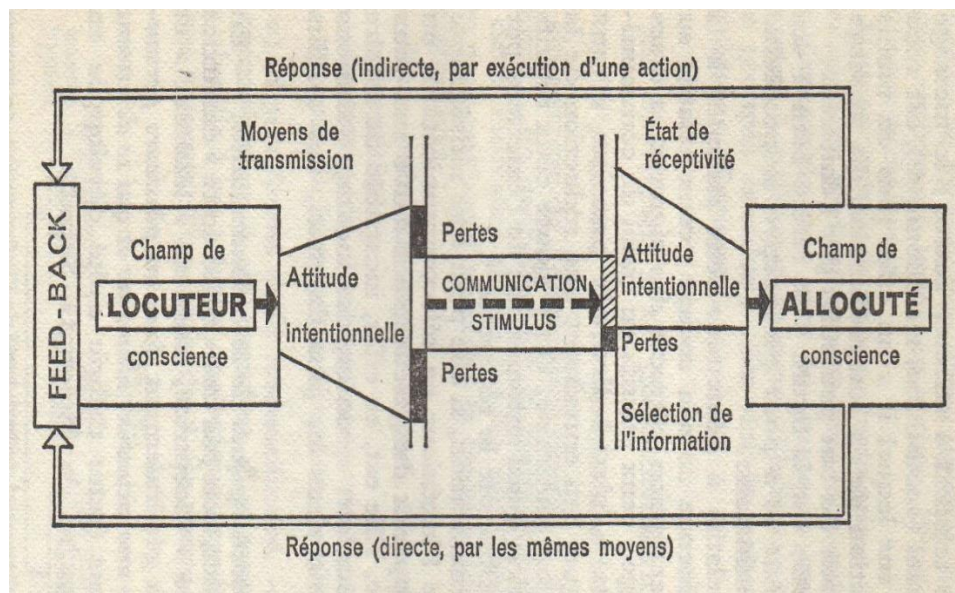 Réponse (indirecte, par exécution d'une action)
Moyens de
transmission
État de
réceptivité
FEED-BACK
Champ de
LOCUTEUR
conscience
Attitude
intentionnelle
Pertes
COMMUNICATION
STIMULUS
Pertes
Attitude
intentionnelle
Pertes
Sélection de
l'information
Champ de
ALLOCUTÉ
conscience
Réponse (directe, par les mêmes moyens)